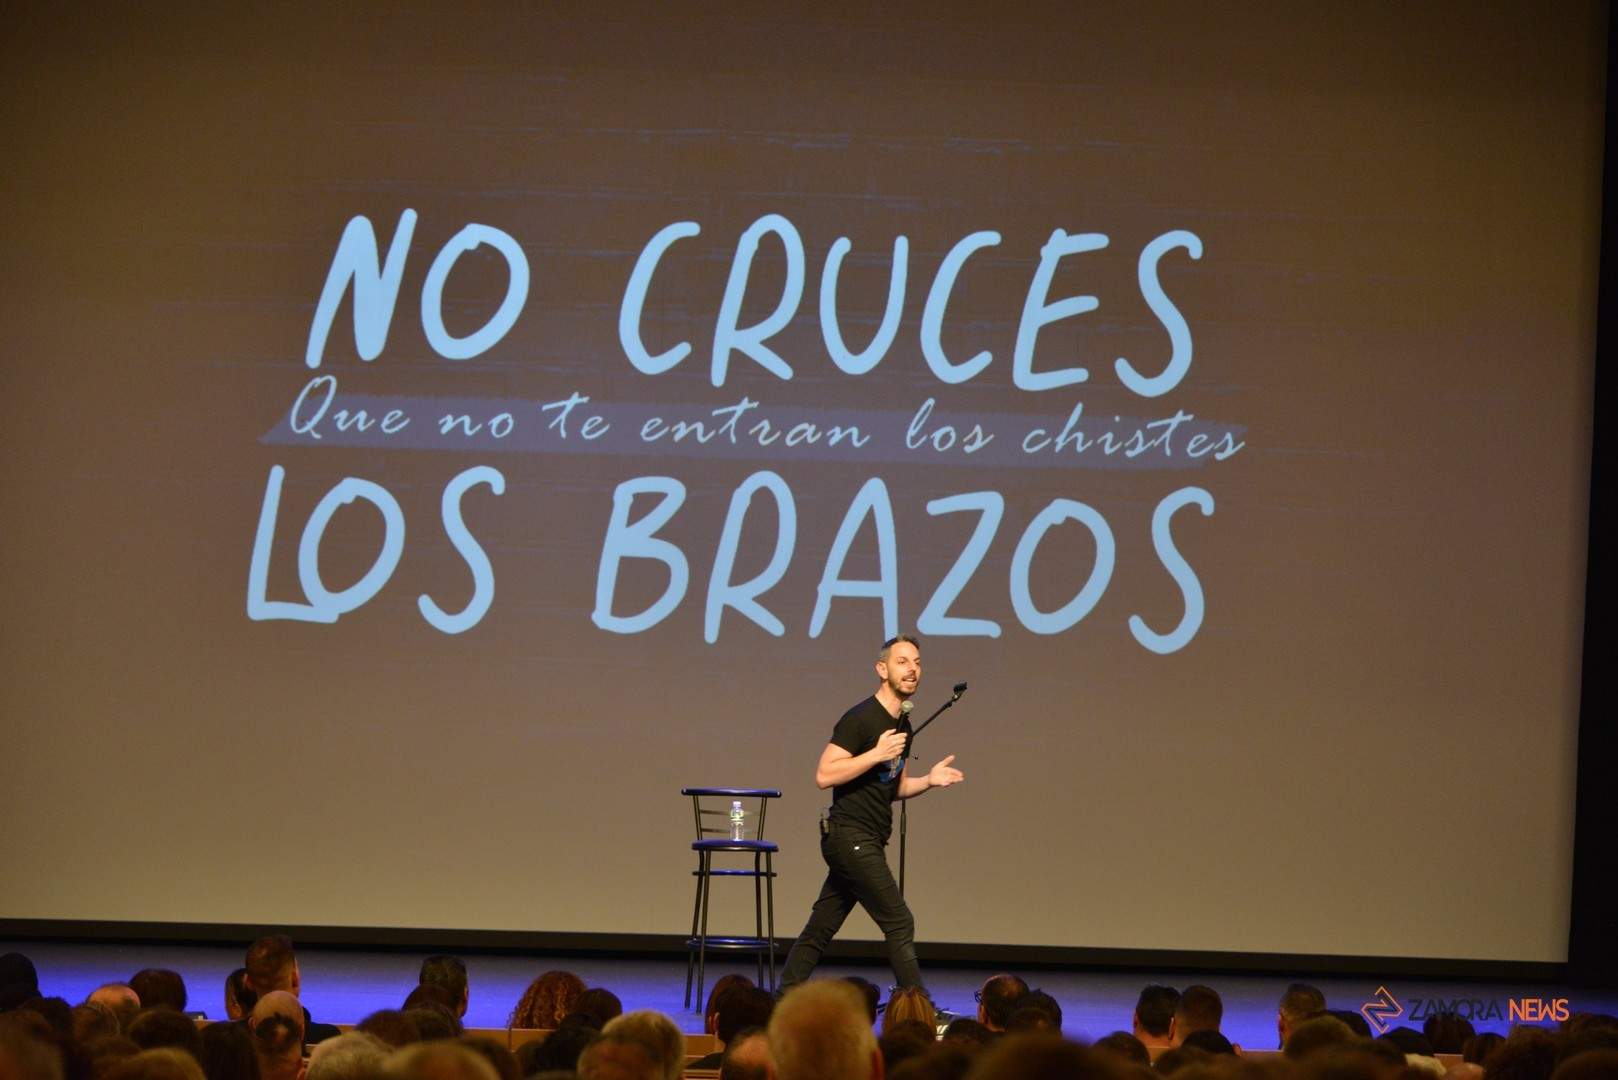 NO CRUCES
Que no te entran los chistes
LOS BRAZOS
ZAMORA NEWS